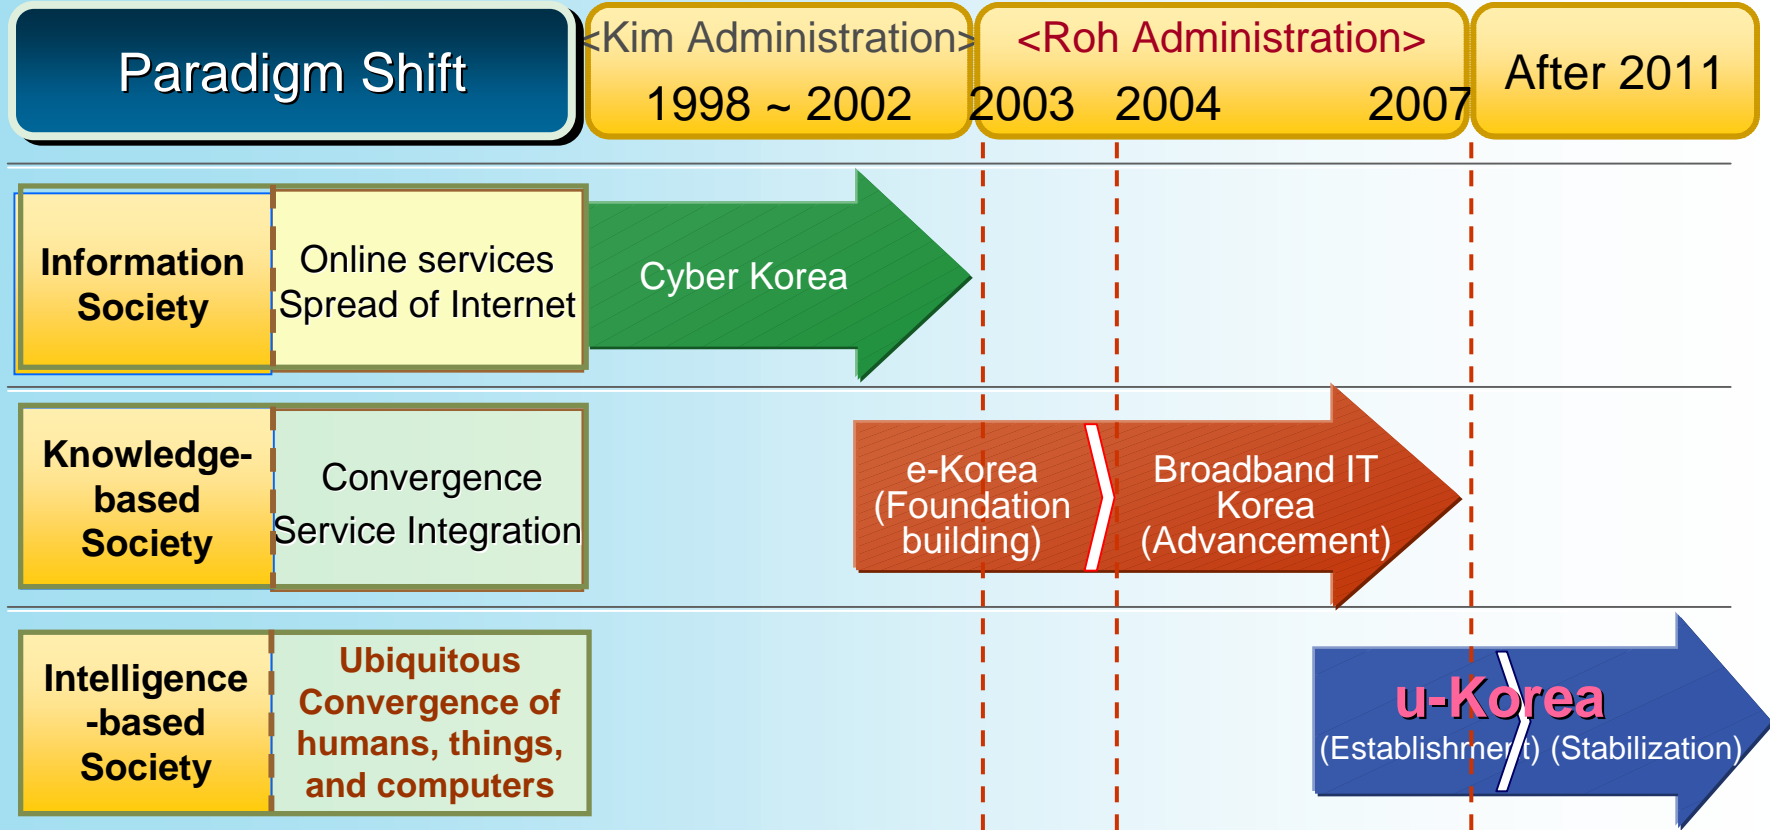 Paradigm Shift
<Kim Administration>
1998 ~ 2002
<Roh Administration>
2003 2004 2007
After 2011
Information
Society
Online services
Spread of Internet
Cyber Korea
Knowledge-
based
Society
Convergence
Service Integration
e-Korea
(Foundation
building)
Broadband IT
Korea
(Advancement)
Intelligence
-based
Society
Ubiquitous
Convergence of
humans, things,
and computers
u-Korea
(Establishment) (Stabilization)